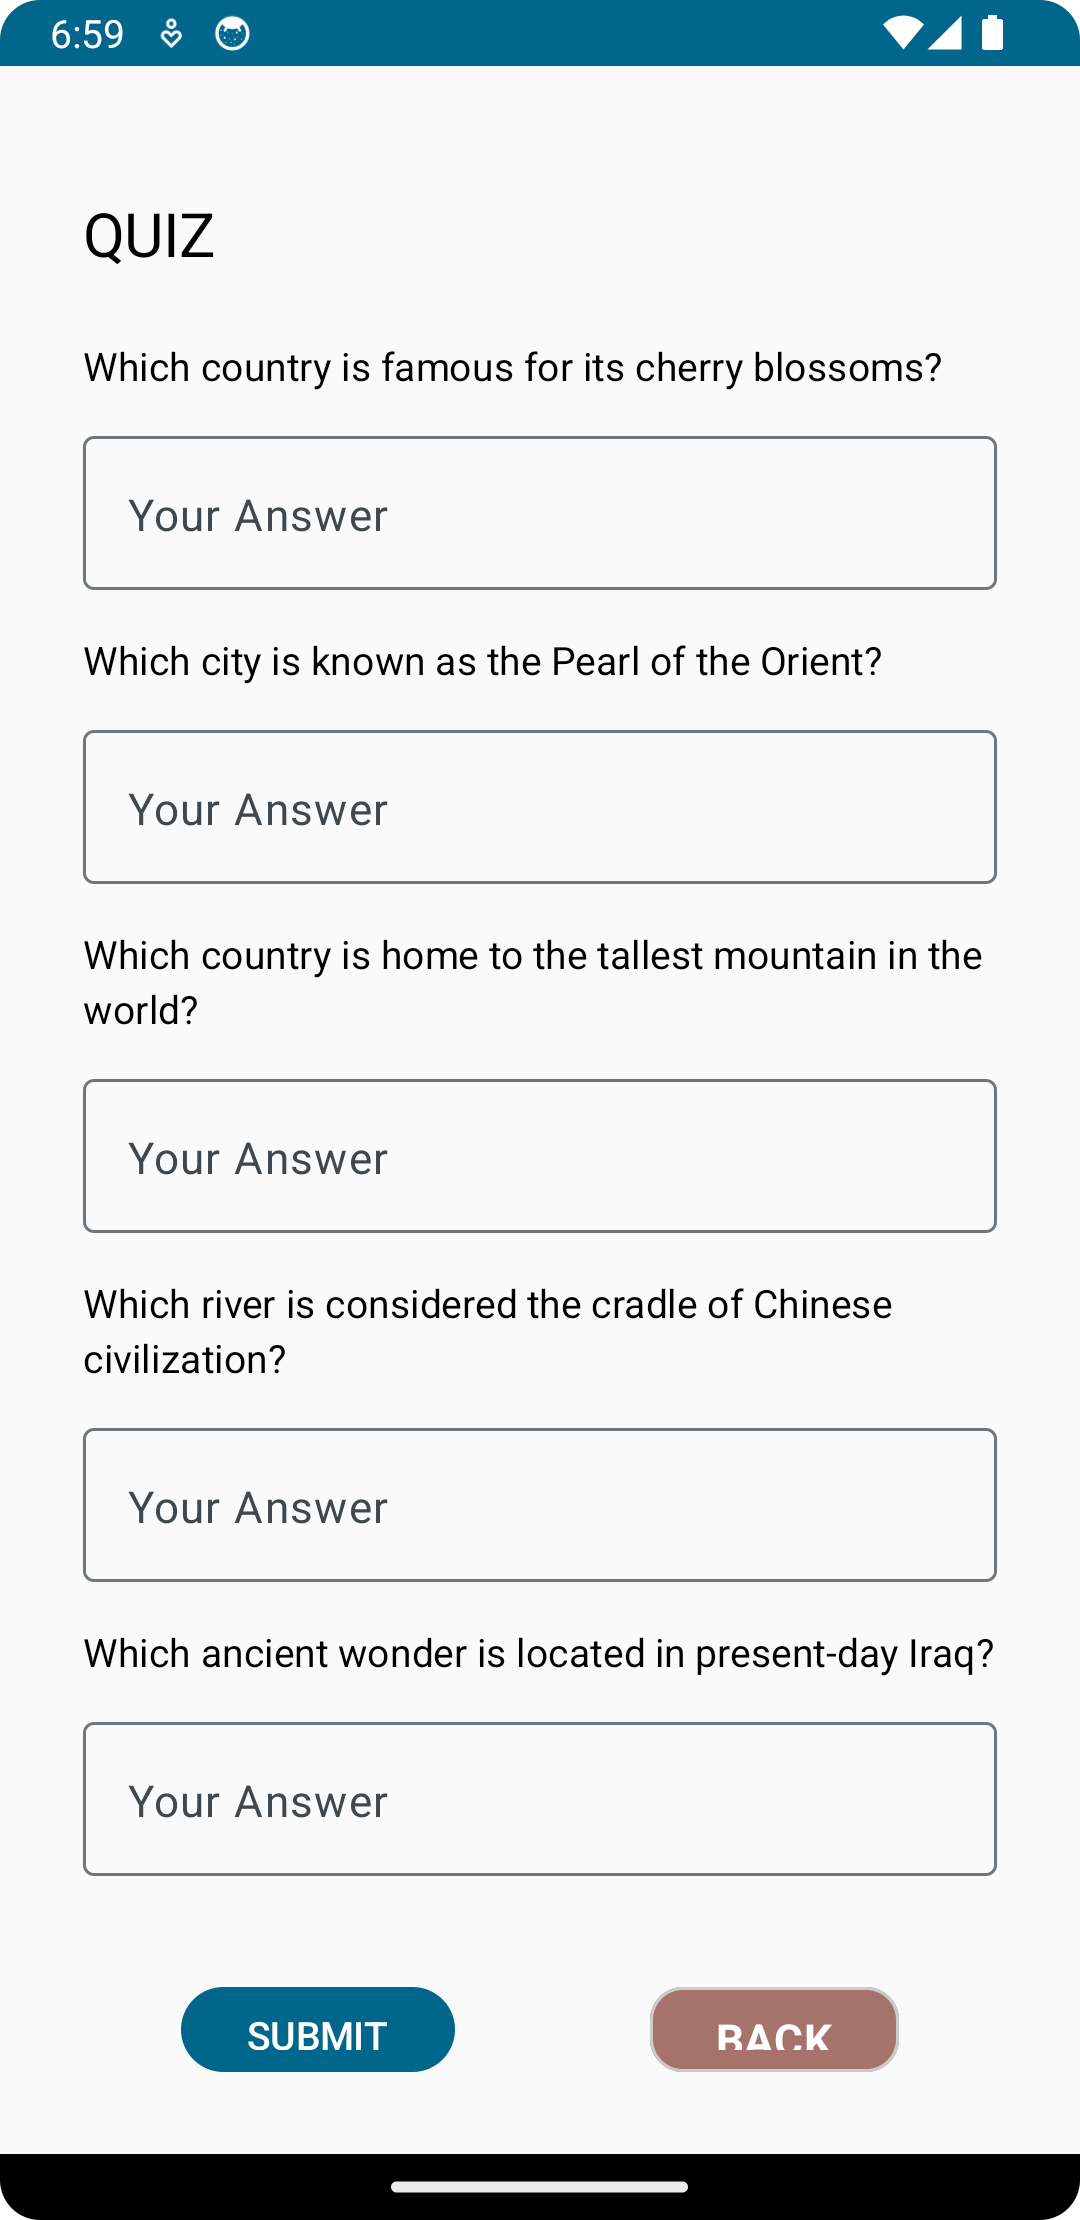 6:59
QUIZ
Which country is famous for its cherry blossoms?
Your Answer
Which city is known as the Pearl of the Orient?
Your Answer
Which country is home to the tallest mountain in the
world?
Your Answer
Which river is considered the cradle of Chinese
civilization?
Your Answer
Which ancient wonder is located in present-day Iraq?
Your Answer
SUBMIT
BACK